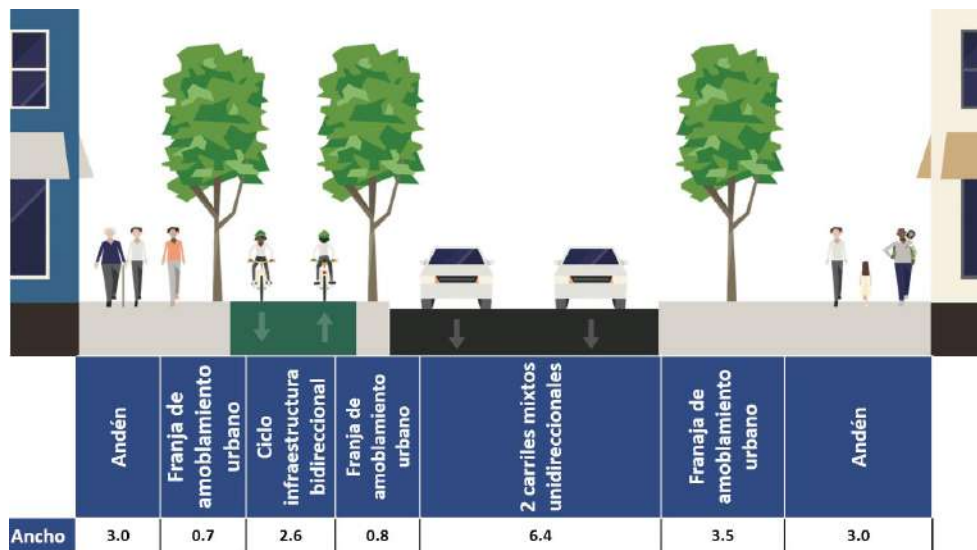 Andén
Franja de
amoblamiento
urbano
Ciclo
infraestructura
bidireccional
Franja de
amoblamiento
urbano
2 carriles mixtos
unidireccionales
Franaja de
amoblamiento
urbano
Andén
Ancho 3.0 0.7 2.6 0.8 6.4 3.5 3.0